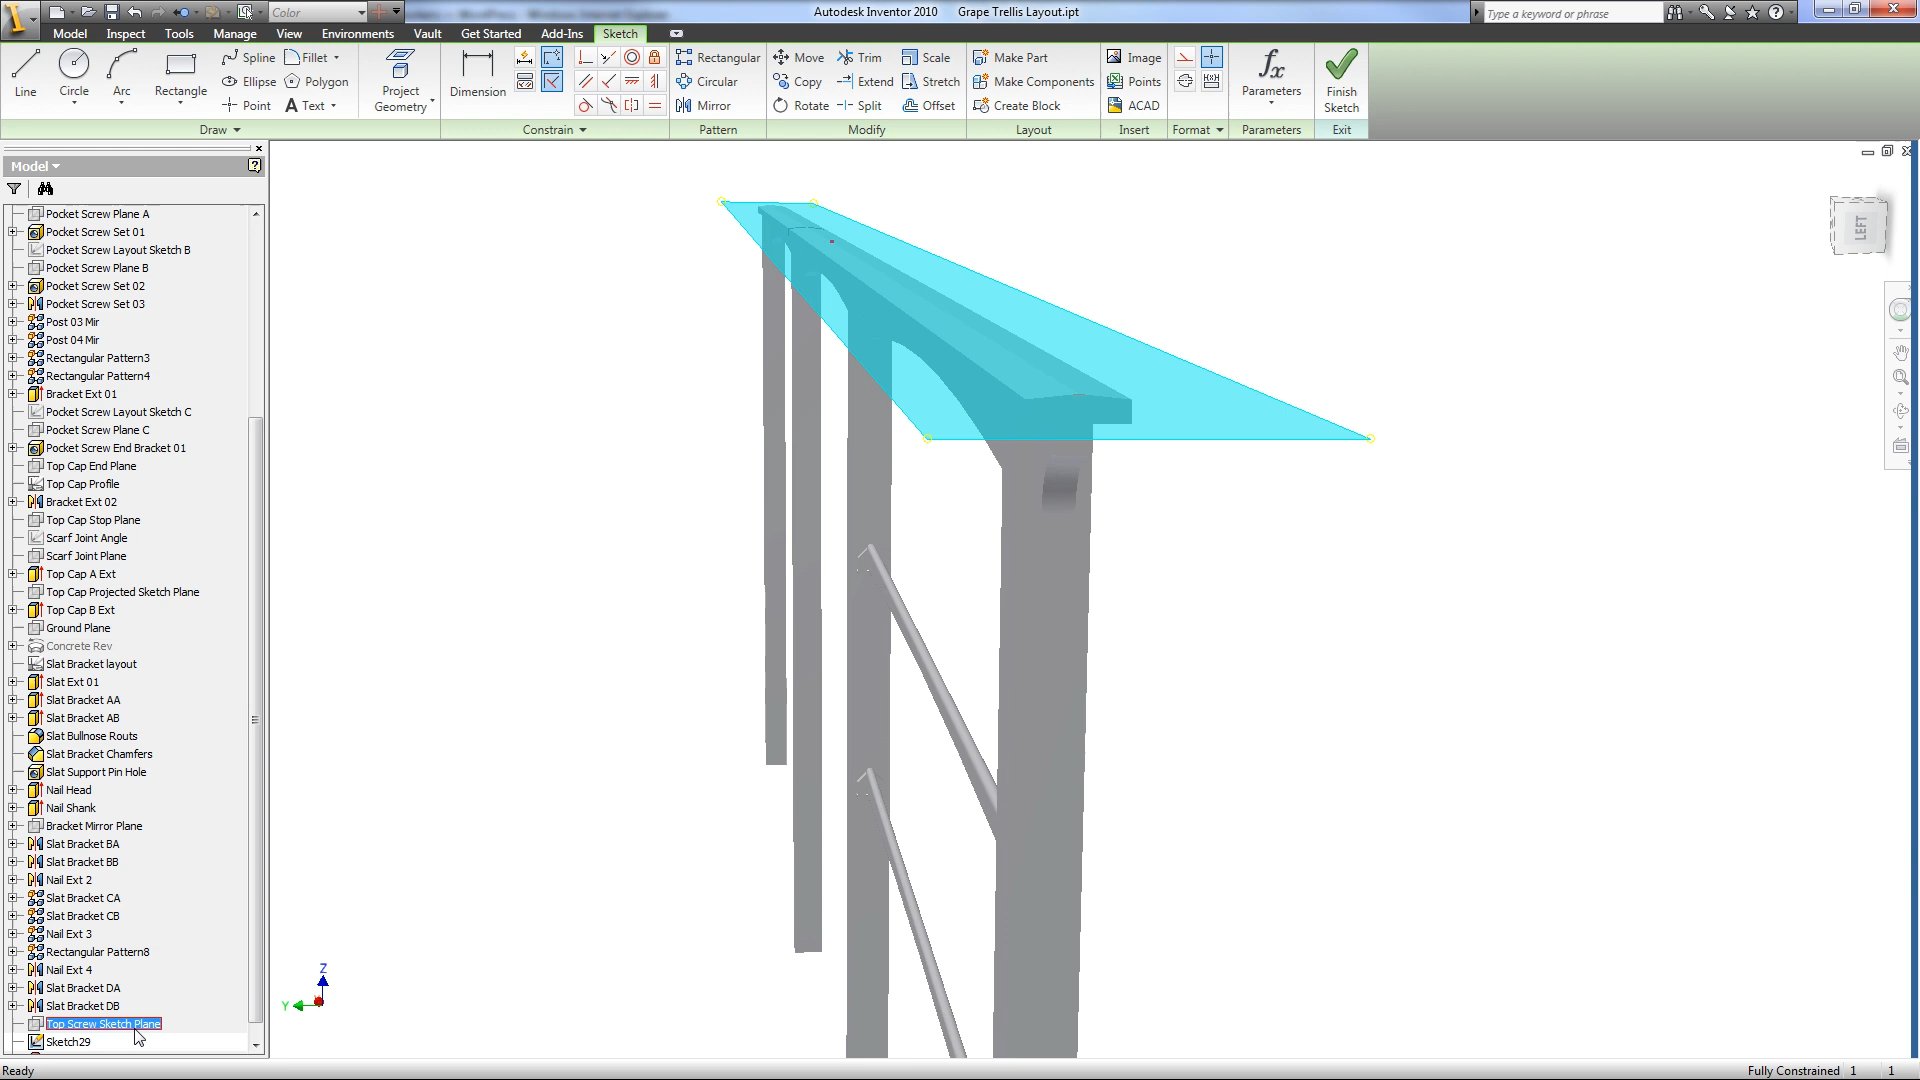 Color
Autodesk Inventor 2010 Grape Trellis Layout.ipt
Type a keyword or phrase
Model Inspect Tools Manage View Environments Vault Get Started Add-Ins Sketch
Line Circle Arc Rectangle Spline Fillet Ellipse Polygon Point Text
Project Geometry
Dimension
Rectangular Move Trim Scale Make Part Image
Circular Copy Extend Stretch Make Components Points
Mirror Rotate Split Offset Create Block ACAD
Parameters
Finish Sketch
Draw Constrain Pattern Modify Layout Insert Format Parameters Exit
Model
Pocket Screw Plane A
Pocket Screw Set 01
Pocket Screw Layout Sketch B
Pocket Screw Plane B
Pocket Screw Set 02
Pocket Screw Set 03
Post 03 Mir
Post 04 Mir
Rectangular Pattern3
Rectangular Pattern4
Bracket Ext 01
Pocket Screw Layout Sketch C
Pocket Screw Plane C
Pocket Screw End Bracket 01
Top Cap End Plane
Top Cap Profile
Bracket Ext 02
Top Cap Stop Plane
Scarf Joint Angle
Scarf Joint Plane
Top Cap A Ext
Top Cap Projected Sketch Plane
Top Cap B Ext
Ground Plane
Concrete Rev
Slat Bracket layout
Slat Ext 01
Slat Bracket AA
Slat Bracket AB
Slat Bullnose Routs
Slat Bracket Chamfers
Slat Support Pin Hole
Nail Head
Nail Shank
Bracket Mirror Plane
Slat Bracket BA
Slat Bracket BB
Nail Ext 2
Slat Bracket CA
Slat Bracket CB
Nail Ext 3
Rectangular Pattern8
Nail Ext 4
Slat Bracket DA
Slat Bracket DB
Top Screw Sketch Plane
Sketch29
LEFT
Z
Y
Ready
Fully Constrained 1 1